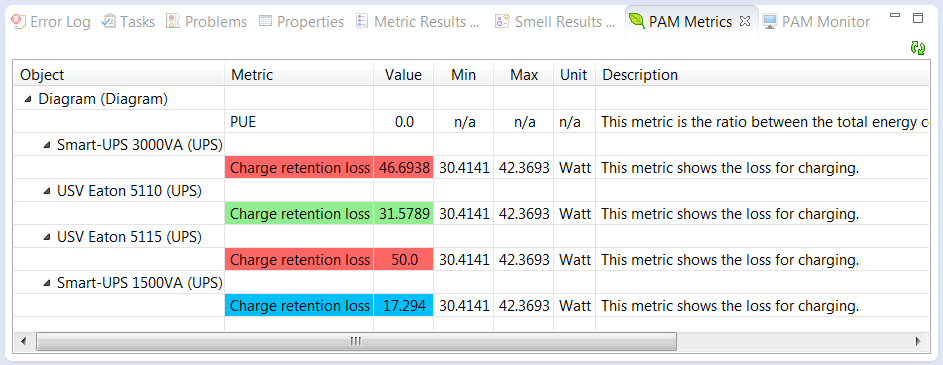 Error Log Tasks Problems Properties Metric Results ... Smell Results ... PAM Metrics PAM Monitor
Object Metric Value Min Max Unit Description
Diagram (Diagram)
PUE 0.0 n/a n/a n/a This metric is the ratio between the total energy c
Smart-UPS 3000VA (UPS)
Charge retention loss 46.6938 30.4141 42.3693 Watt This metric shows the loss for charging.
USV Eaton 5110 (UPS)
Charge retention loss 31.5789 30.4141 42.3693 Watt This metric shows the loss for charging.
USV Eaton 5115 (UPS)
Charge retention loss 50.0 30.4141 42.3693 Watt This metric shows the loss for charging.
Smart-UPS 1500VA (UPS)
Charge retention loss 17.294 30.4141 42.3693 Watt This metric shows the loss for charging.